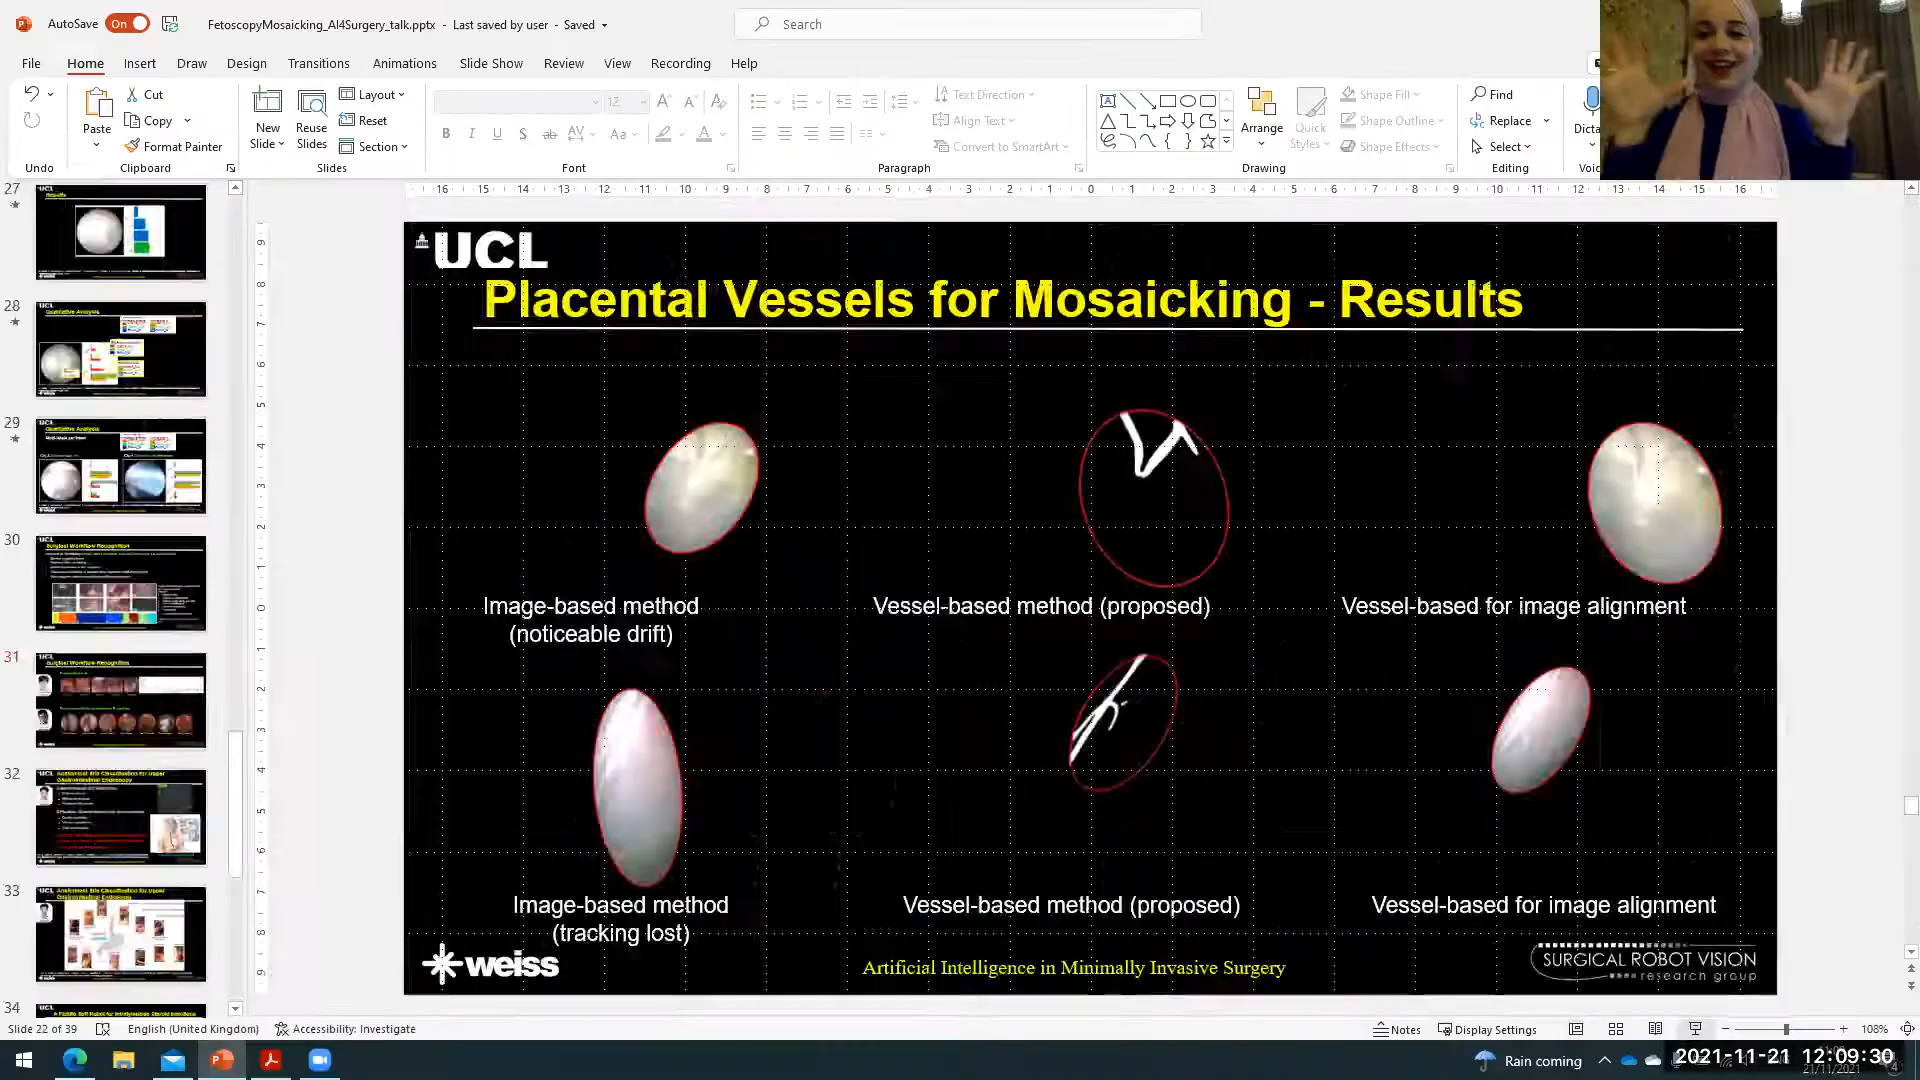 AutoSave On FetoscopyMosaicking_AI4Surgery_talk.pptx - Last saved by user - Saved Search
File Home Insert Draw Design Transitions Animations Slide Show Review View Recording Help
Cut Layout 12 Text Direction Shape Fill Find
Paste Copy New Slide Reuse Slides Reset Align Text Arrange Quick Styles Shape Outline Replace Dicta
Format Painter Section Convert to SmartArt Shape Effects Select
Undo Clipboard Slides Font Paragraph Drawing Editing Voic
27
28
29
30
31
32
33
34
UCL
Placental Vessels for Mosaicking - Results
Image-based method
(noticeable drift)
Vessel-based method (proposed)
Vessel-based for image alignment
Image-based method
(tracking lost)
Vessel-based method (proposed)
Vessel-based for image alignment
weiss
Artificial Intelligence in Minimally Invasive Surgery
SURGICAL ROBOT VISION
research group
Slide 22 of 39 English (United Kingdom) Accessibility: Investigate Notes Display Settings 108%
Rain coming 2021-11-21 12:09:30
21/11/2021